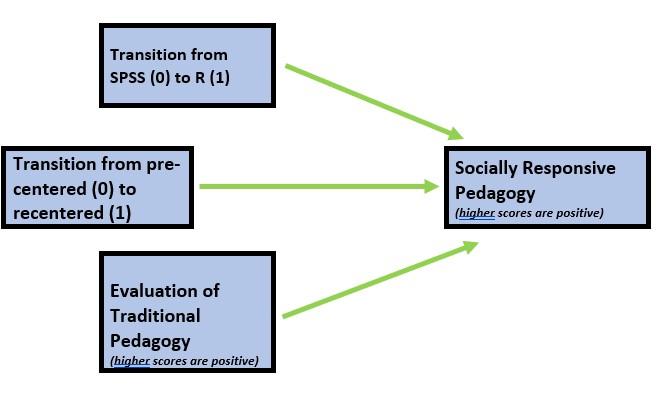 Transition from
SPSS (0) to R (1)
Transition from pre-
centered (0) to
recentered (1)
Socially Responsive
Pedagogy
(higher scores are positive)
Evaluation of
Traditional
Pedagogy
(higher scores are positive)